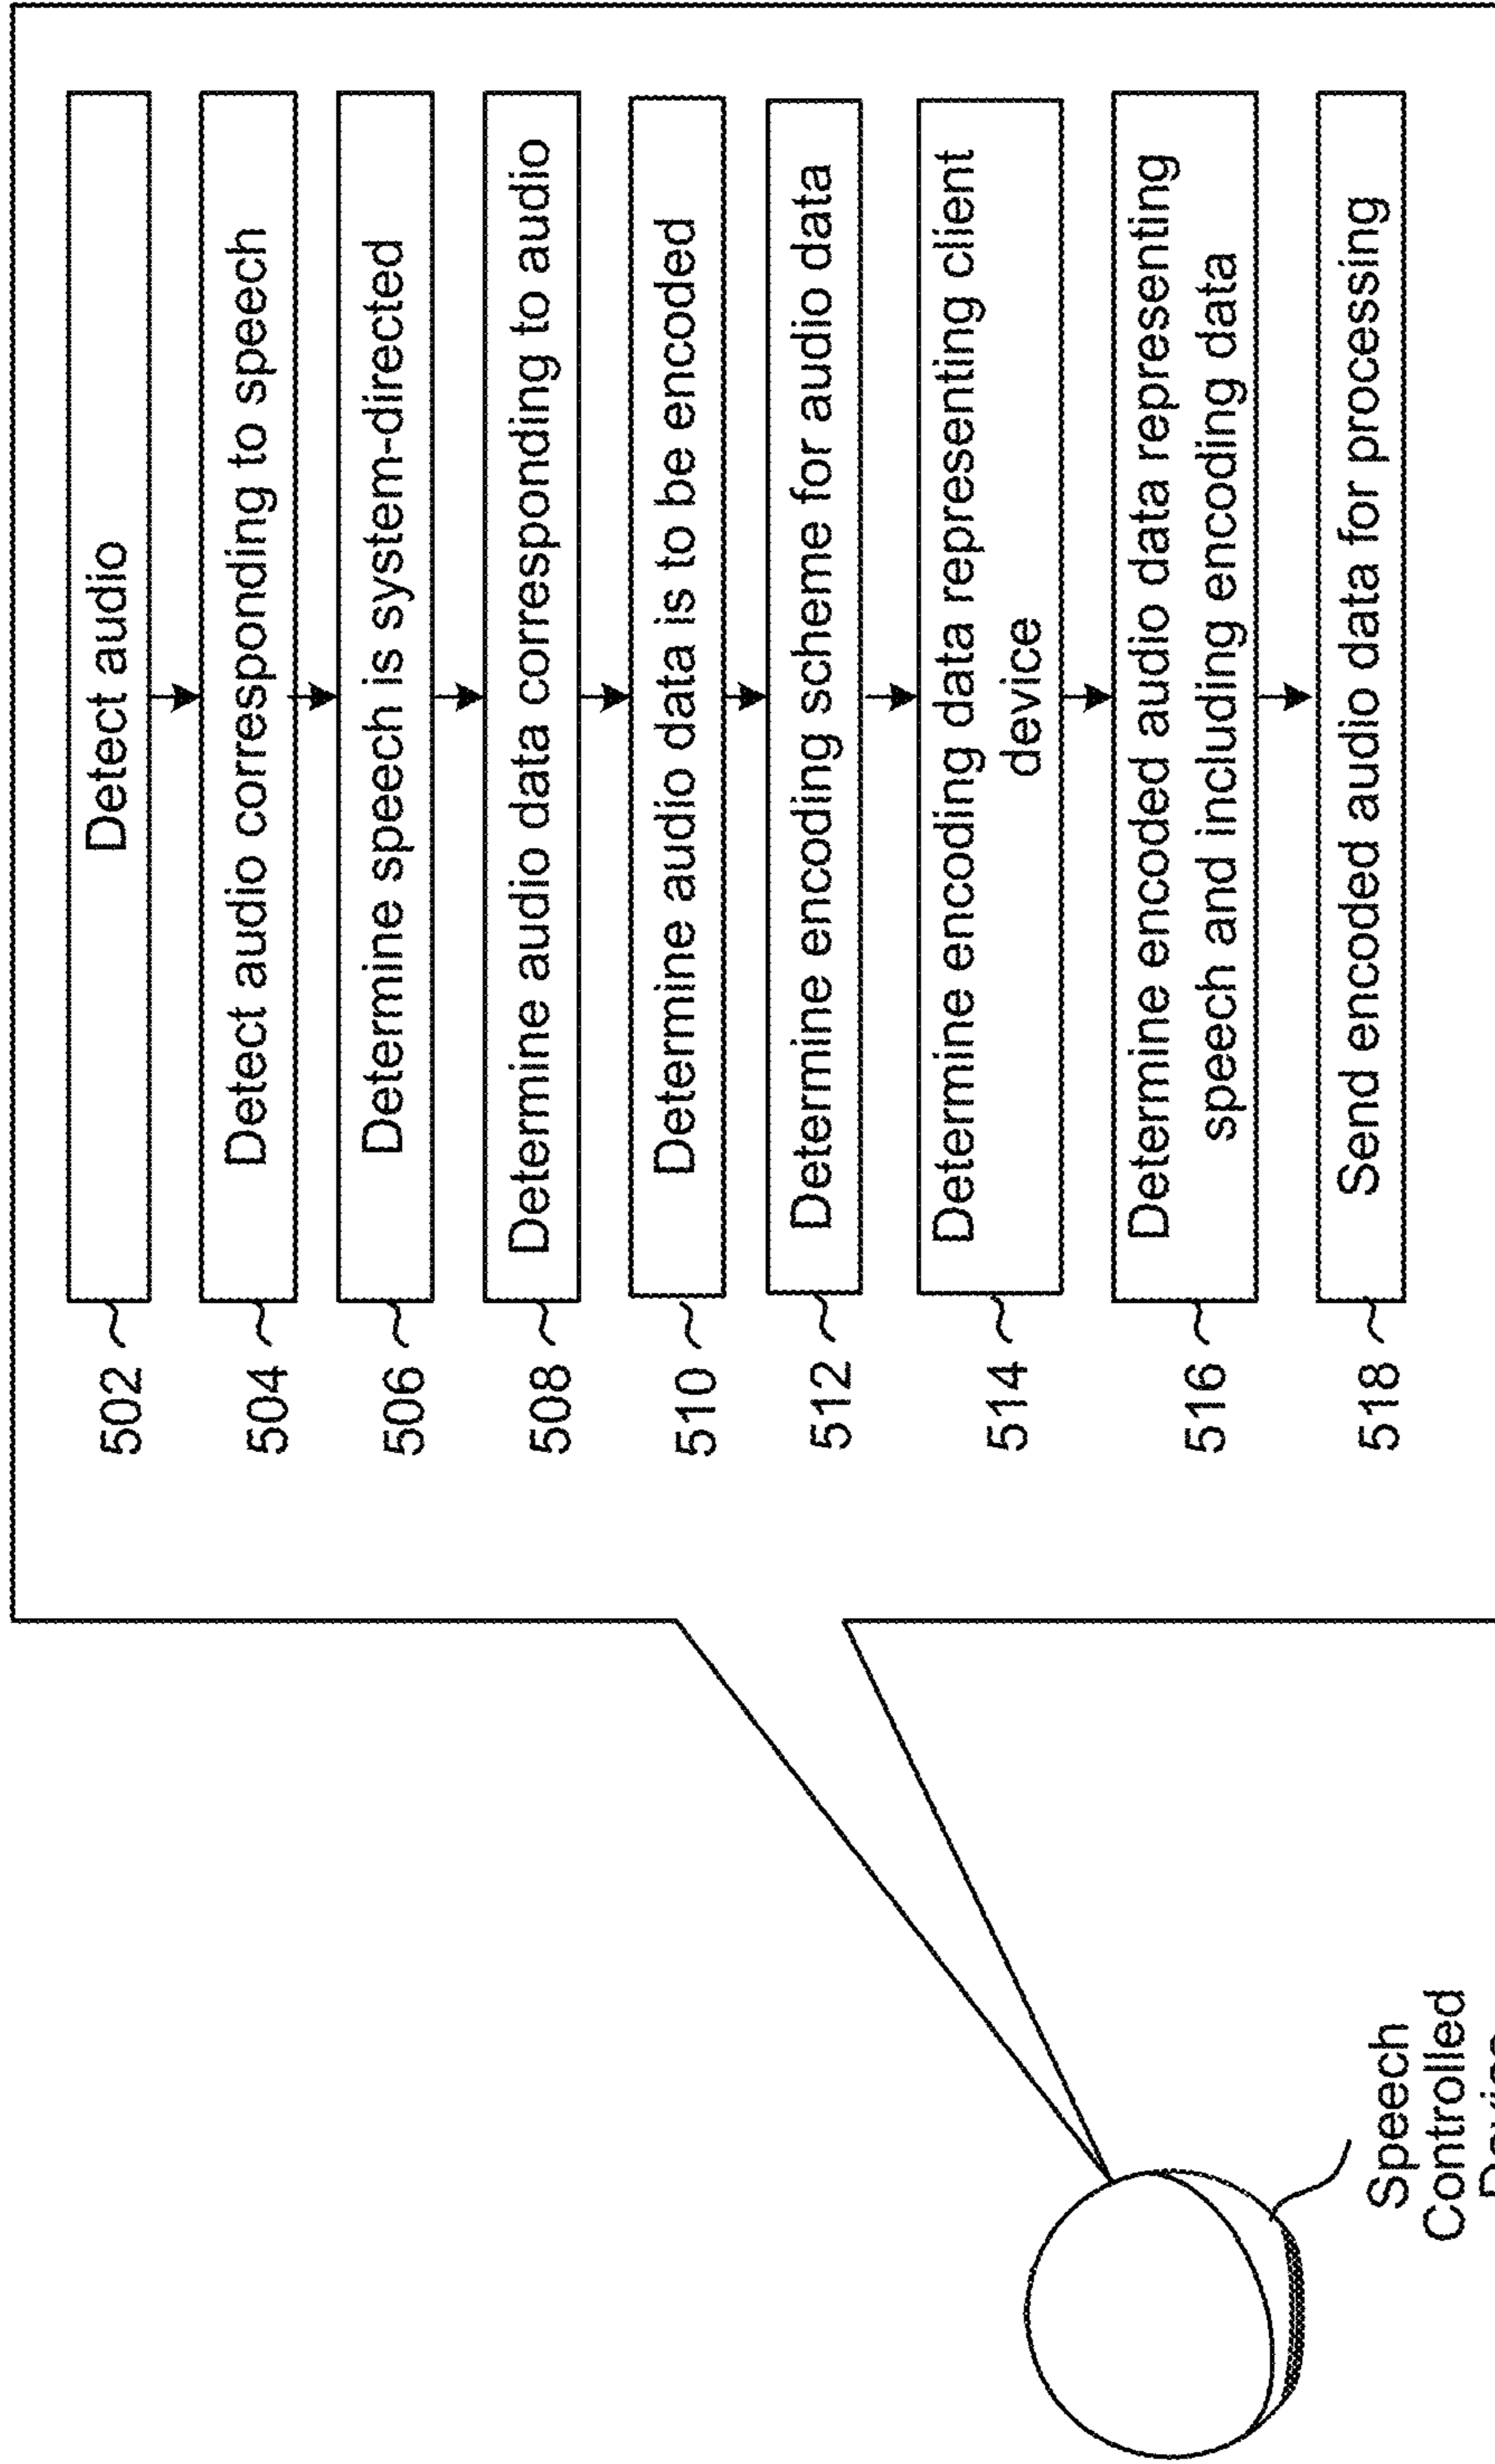 502
Detect audio
504
Detect audio corresponding to speech
506
Determine speech is system-directed
508
Determine audio data corresponding to audio
510
Determine audio data is to be encoded
512
Determine encoding scheme for audio data
514
Determine encoding data representing client
device
516
Determine encoded audio data representing
speech and including encoding data
518
Send encoded audio data for processing
Speech
Controlled